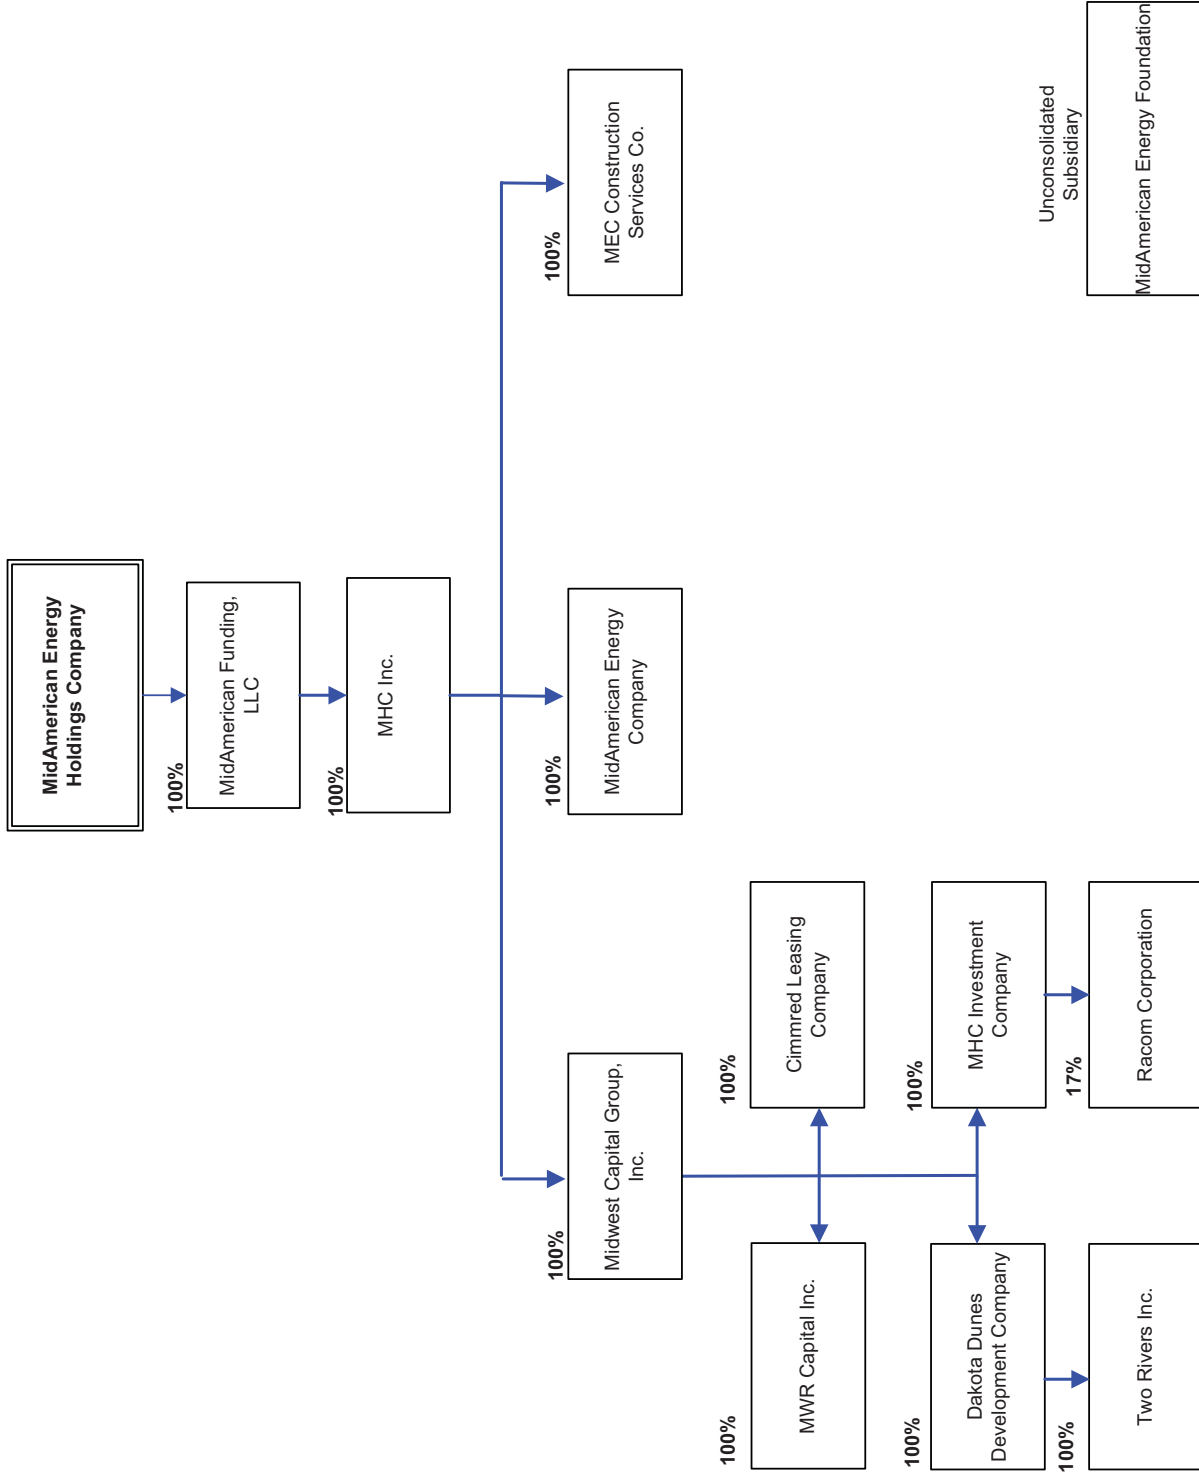 MidAmerican Energy
Holdings Company
100%
MidAmerican Funding,
LLC
100%
MHC Inc.
100%
Midwest Capital Group,
Inc.
100%
MidAmerican Energy
Company
100%
MEC Construction
Services Co.
100%
MWR Capital Inc.
100%
Cimmred Leasing
Company
100%
Dakota Dunes
Development Company
100%
MHC Investment
Company
100%
Two Rivers Inc.
17%
Racom Corporation
Unconsolidated
Subsidiary
MidAmerican Energy Foundation